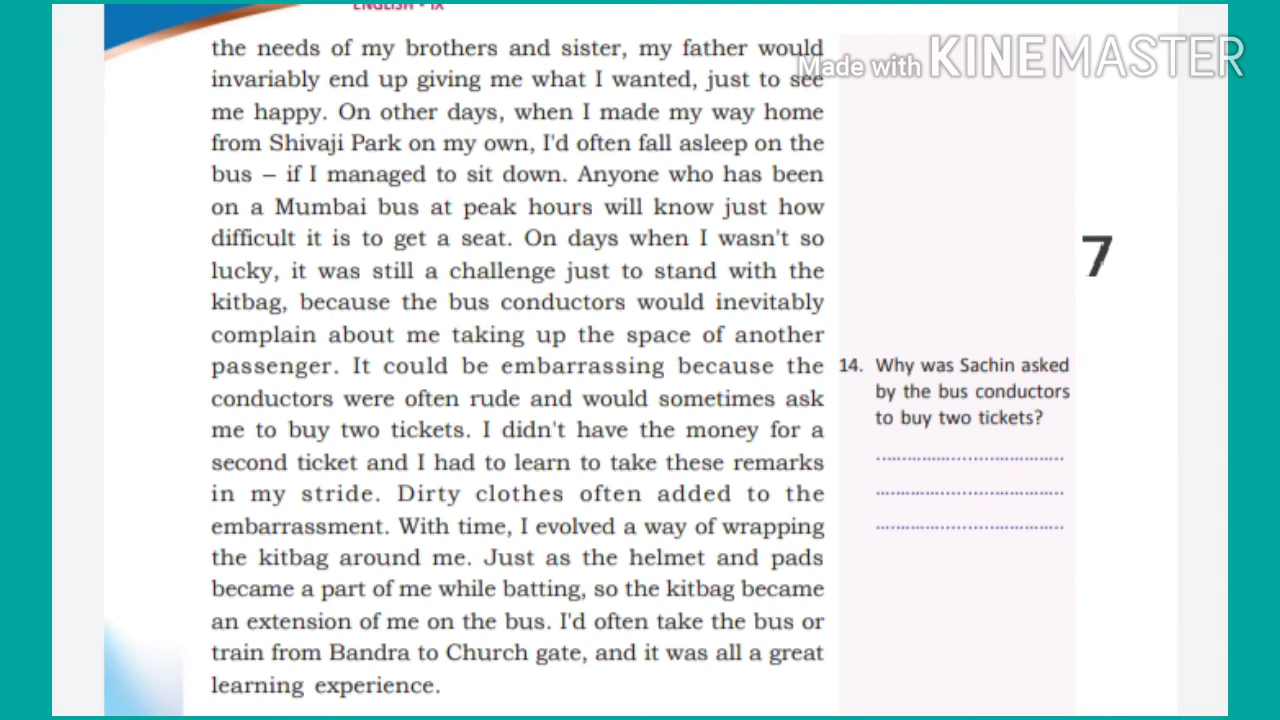 ENGLISH - IX
Made with KINEMASTER
the needs of my brothers and sister, my father would
invariably end up giving me what I wanted, just to see
me happy. On other days, when I made my way home
from Shivaji Park on my own, I'd often fall asleep on the
bus – if I managed to sit down. Anyone who has been
on a Mumbai bus at peak hours will know just how
difficult it is to get a seat. On days when I wasn't so
lucky, it was still a challenge just to stand with the
kitbag, because the bus conductors would inevitably
complain about me taking up the space of another
passenger. It could be embarrassing because the
conductors were often rude and would sometimes ask
me to buy two tickets. I didn't have the money for a
second ticket and I had to learn to take these remarks
in my stride. Dirty clothes often added to the
embarrassment. With time, I evolved a way of wrapping
the kitbag around me. Just as the helmet and pads
became a part of me while batting, so the kitbag became
an extension of me on the bus. I'd often take the bus or
train from Bandra to Church gate, and it was all a great
learning experience.
7
14. Why was Sachin asked
by the bus conductors
to buy two tickets?